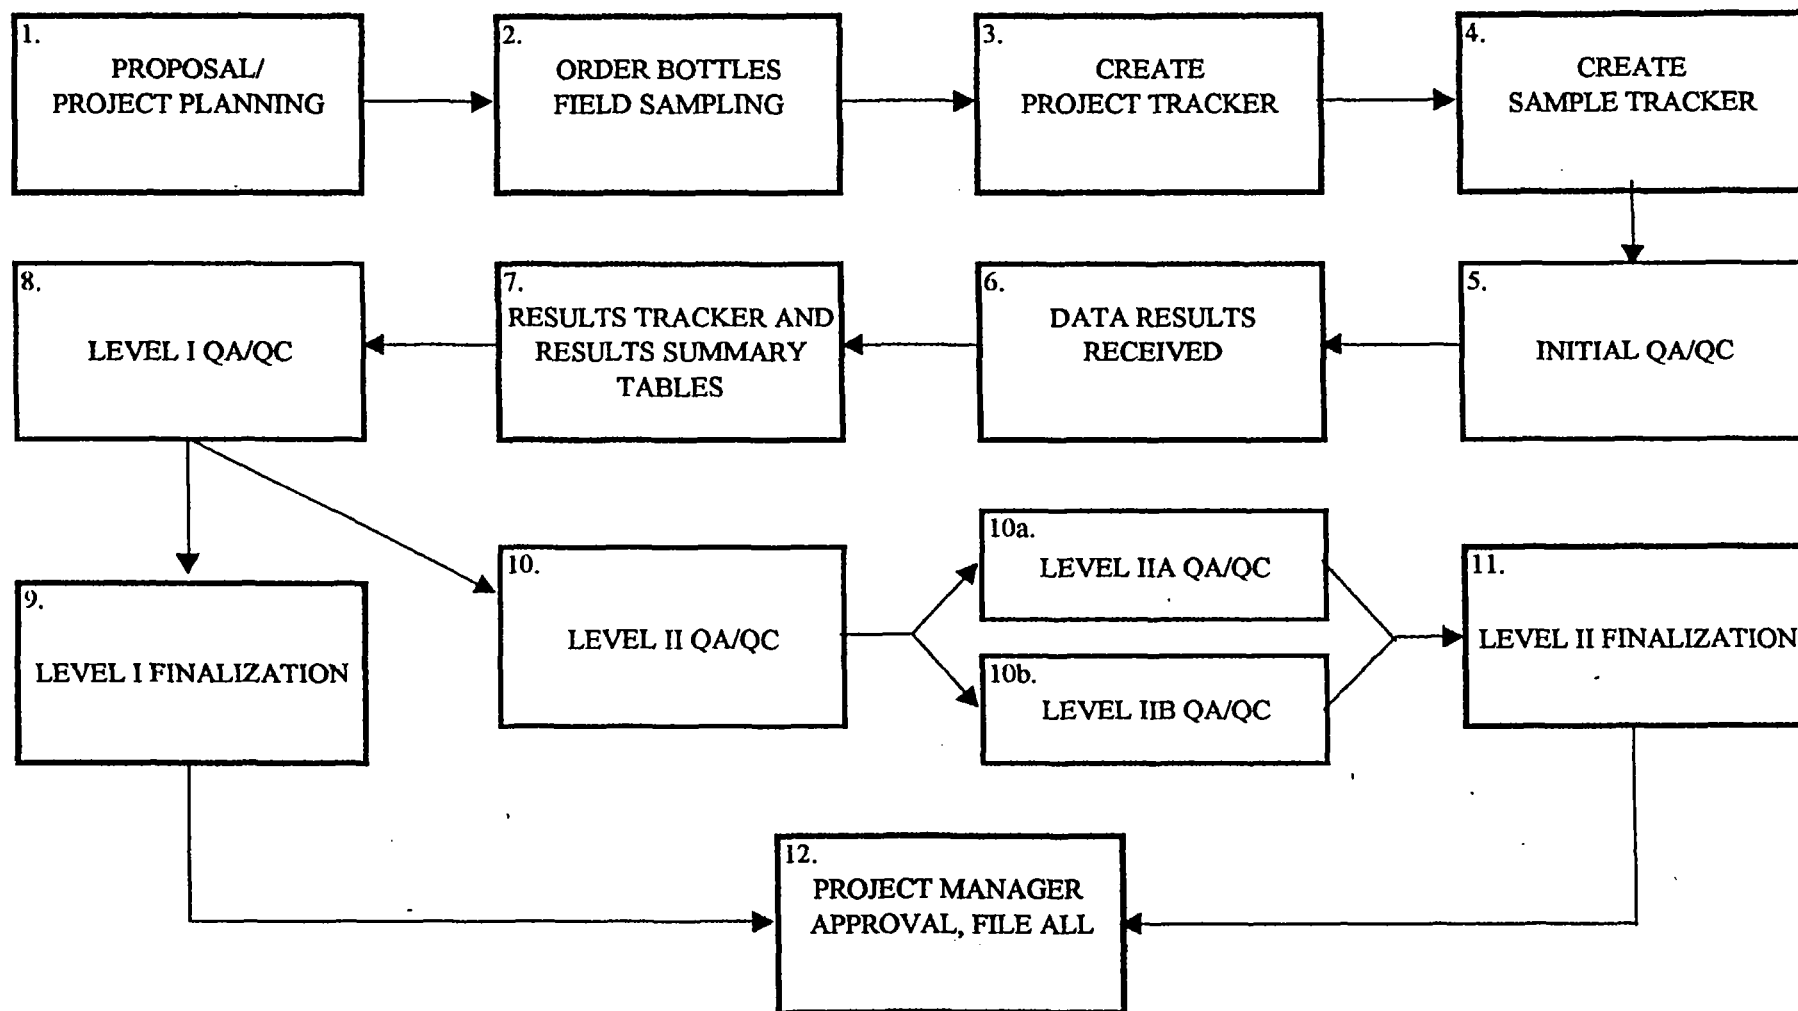 1.
PROPOSAL/
PROJECT PLANNING
2.
ORDER BOTTLES
FIELD SAMPLING
3.
CREATE
PROJECT TRACKER
4.
CREATE
SAMPLE TRACKER
8.
LEVEL I QA/QC
7.
RESULTS TRACKER AND
RESULTS SUMMARY
TABLES
6.
DATA RESULTS
RECEIVED
5.
INITIAL QA/QC
9.
LEVEL I FINALIZATION
10.
LEVEL II QA/QC
10a.
LEVEL IIA QA/QC
10b.
LEVEL IIB QA/QC
11.
LEVEL II FINALIZATION
12.
PROJECT MANAGER
APPROVAL, FILE ALL